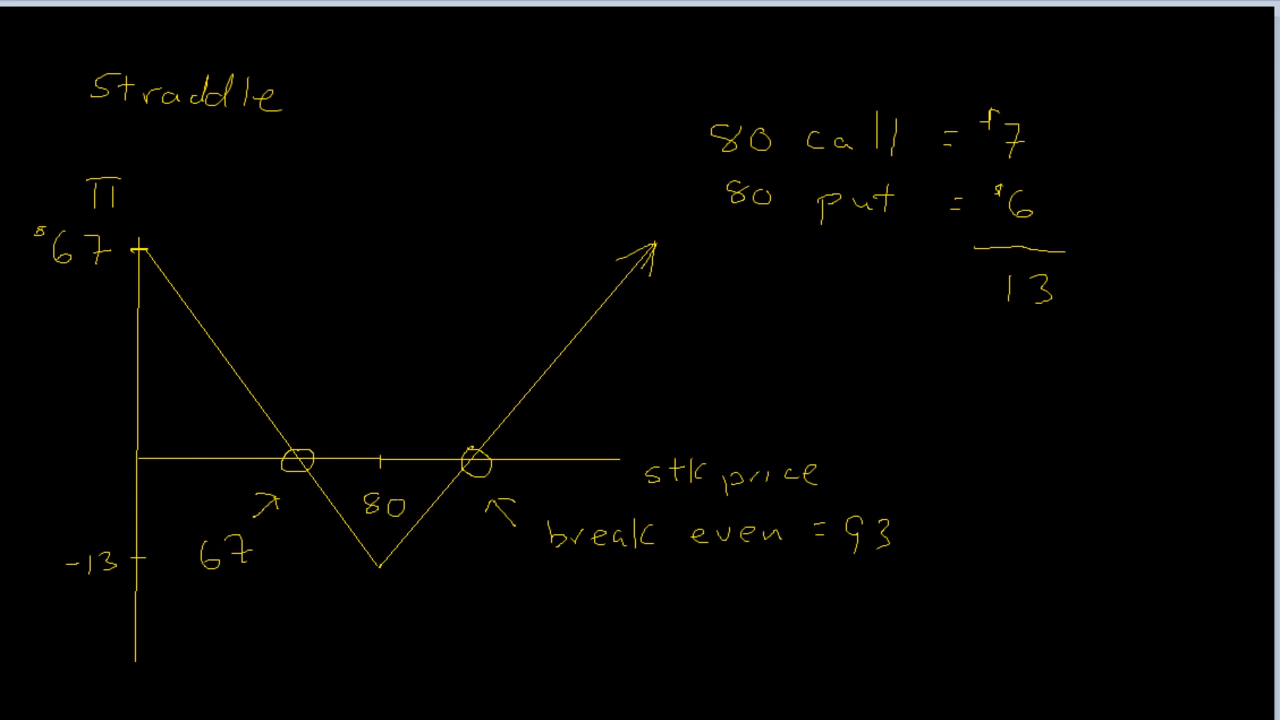 Straddle
80 call = $7
80 put = $6
13
π
$67
stk price
80
break even = 93
67
-13